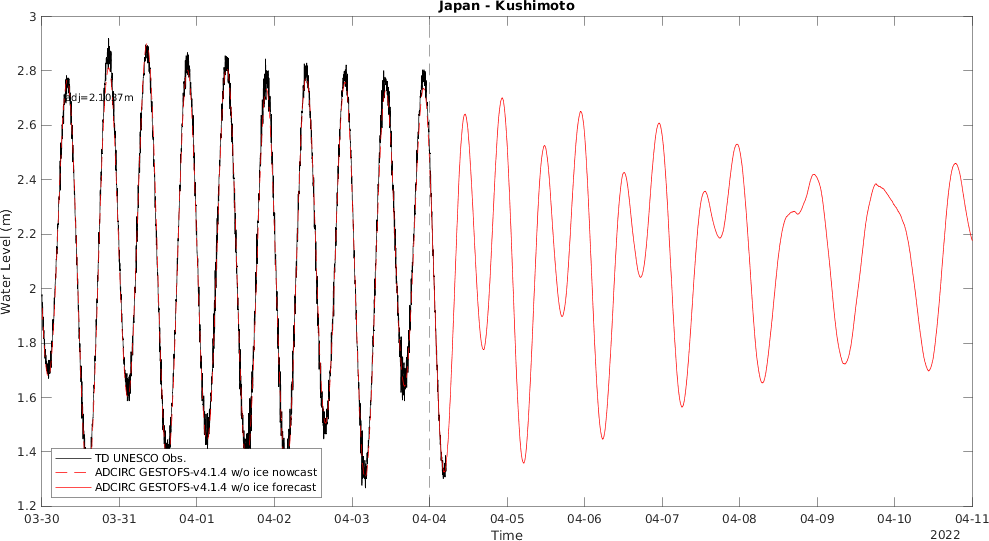 Japan - Kushimoto
3
2.8
2.6
2.4
2.2
2
1.8
1.6
1.4
1.2
Water Level (m)
adj=2.1037m
TD UNESCO Obs.
ADCIRC GESTOFS-v4.1.4 w/o ice nowcast
ADCIRC GESTOFS-v4.1.4 w/o ice forecast
03-30 03-31 04-01 04-02 04-03 04-04 04-05 04-06 04-07 04-08 04-09 04-10 04-11
Time
2022